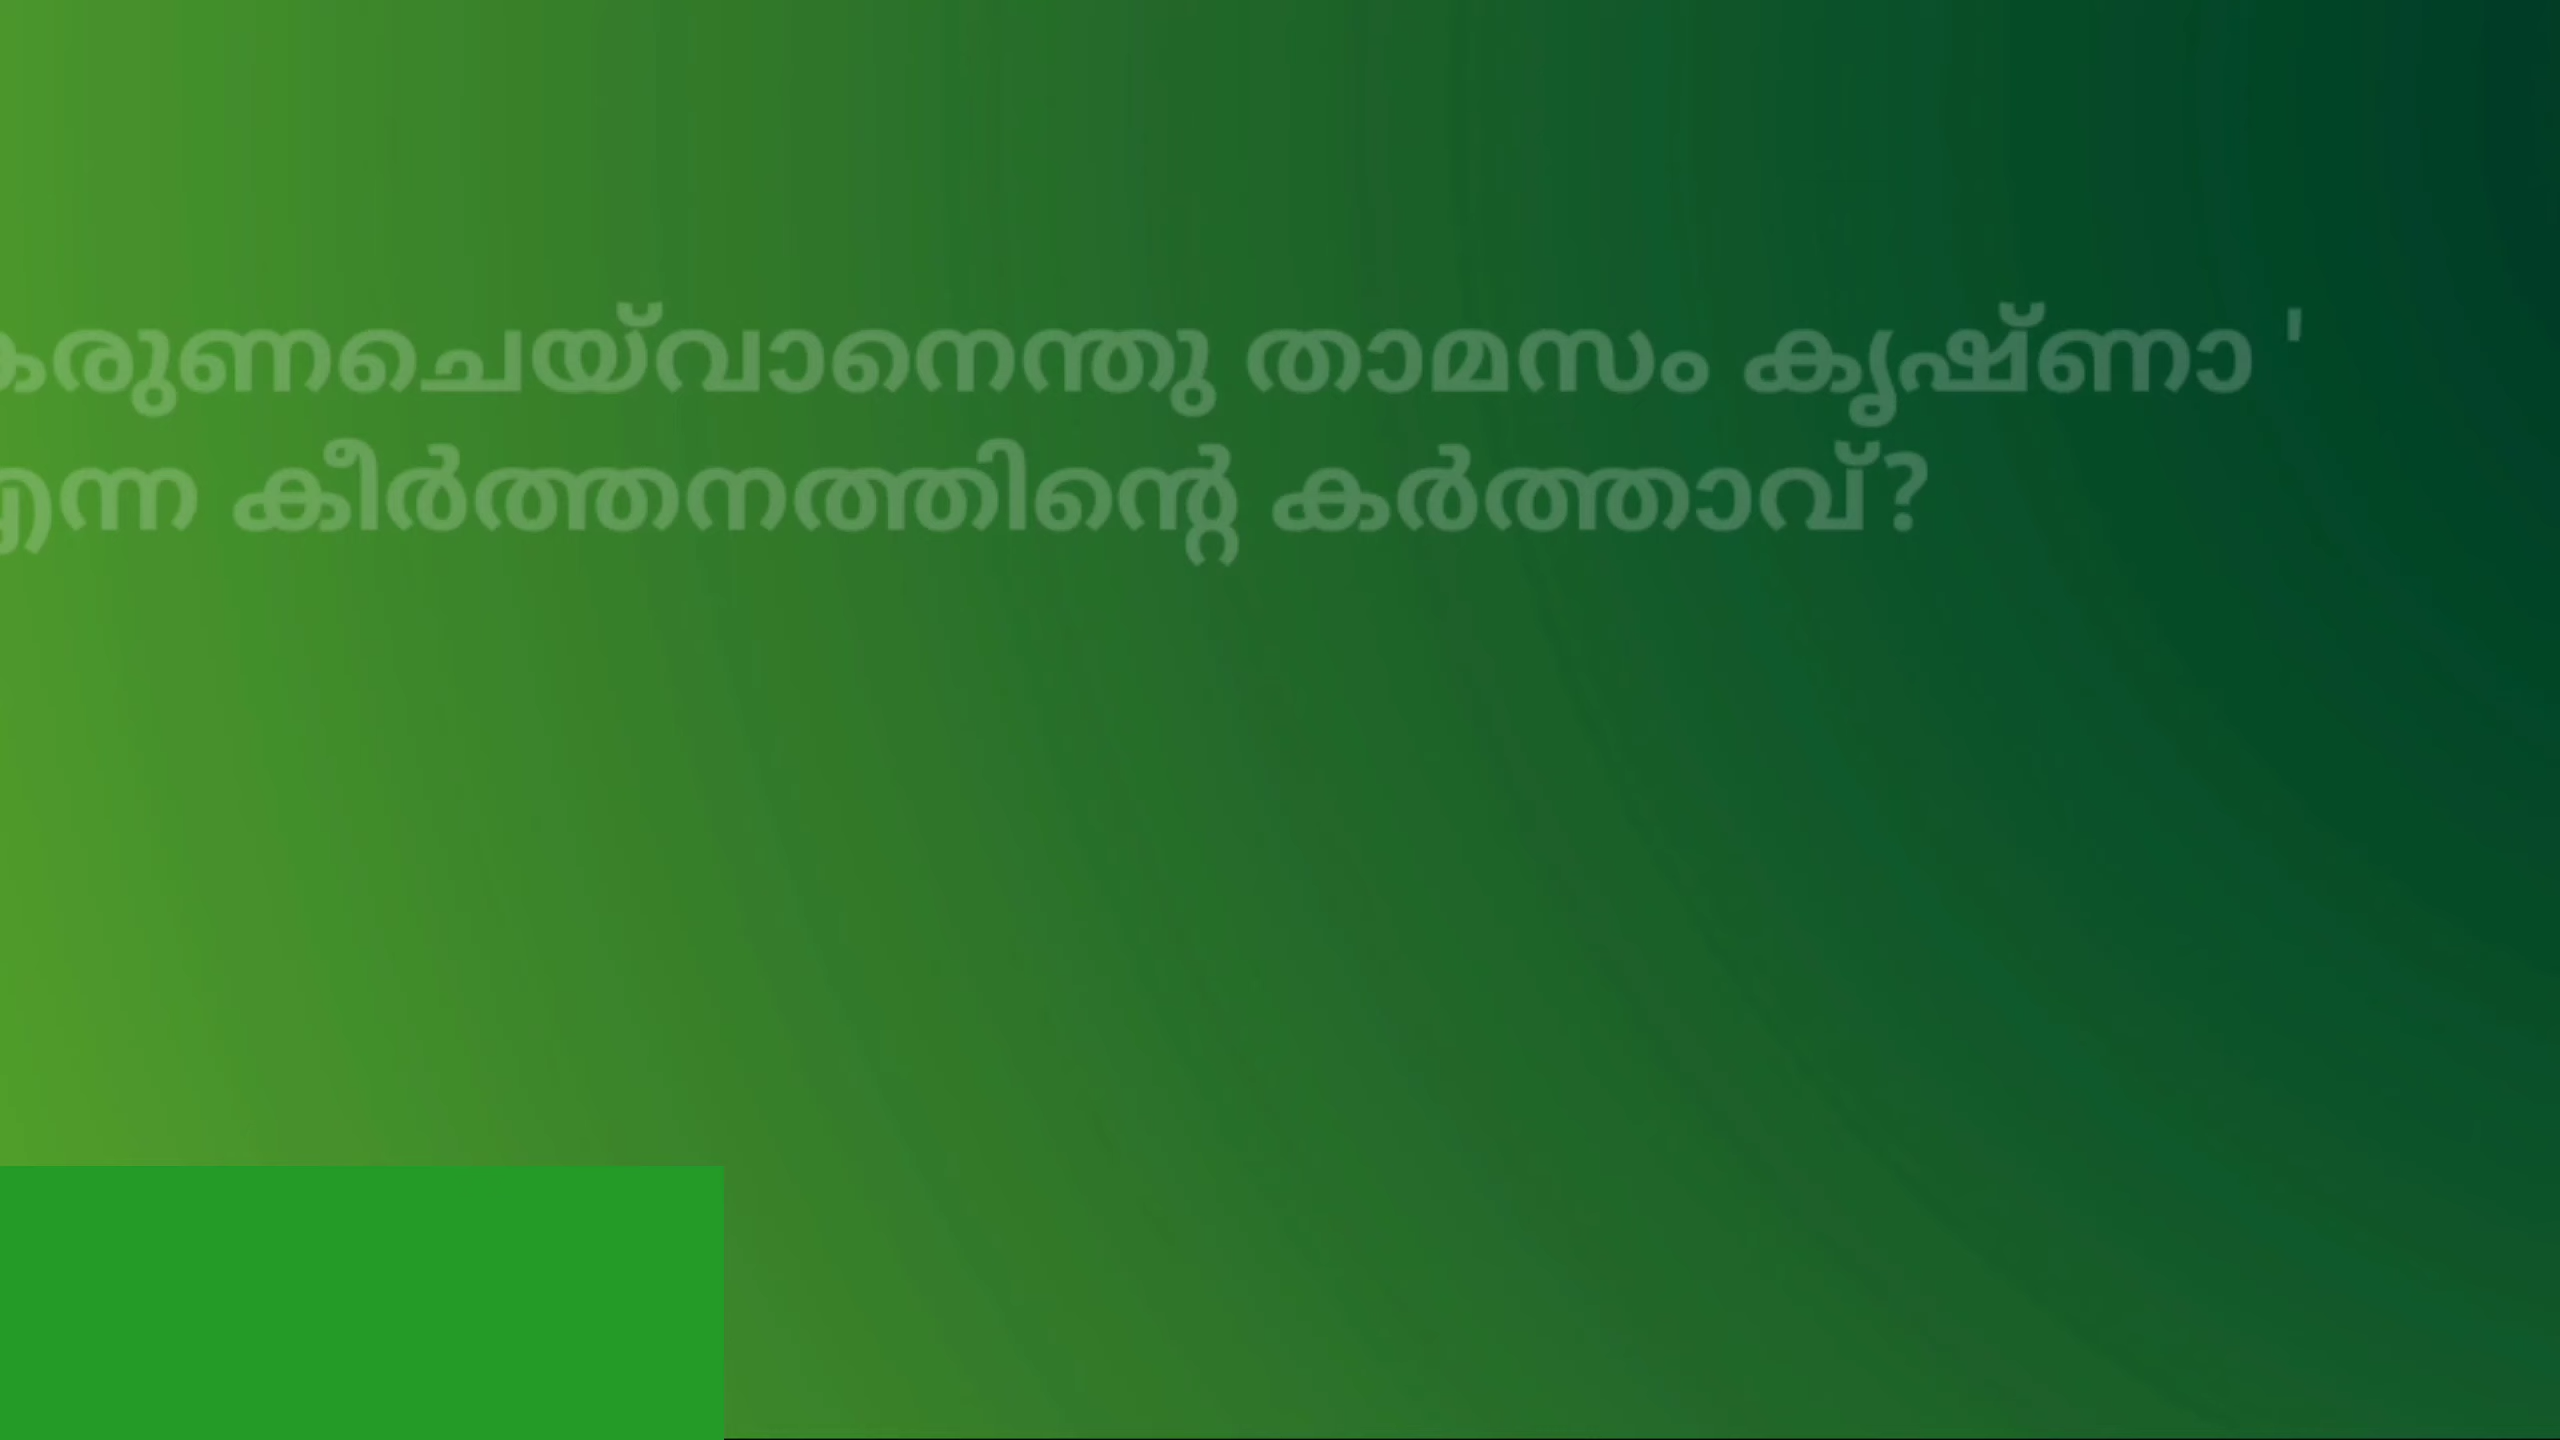 കരുണചെയ്‌വാനെന്തു താമസം കൃഷ്ണാ '
എന്ന കീർത്തനത്തിന്റെ കർത്താവ്?